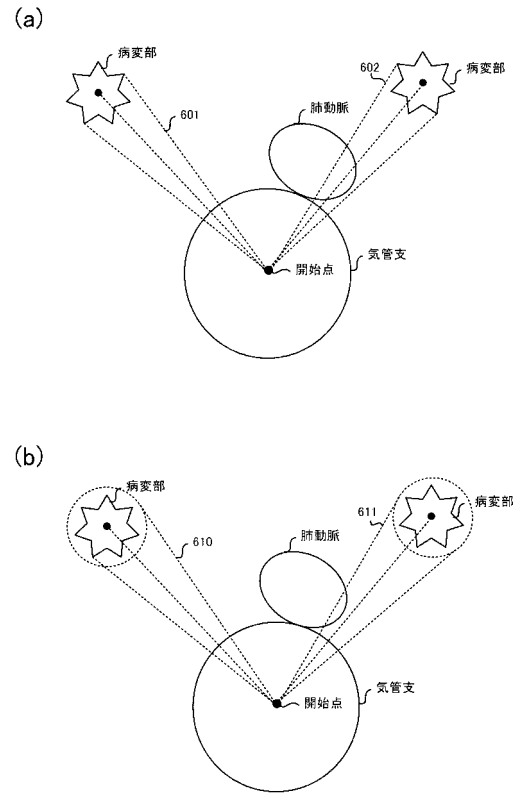 (a)
病変部
601
602
病変部
肺動脈
気管支
開始点
(b)
病変部
610
611
病変部
肺動脈
気管支
開始点